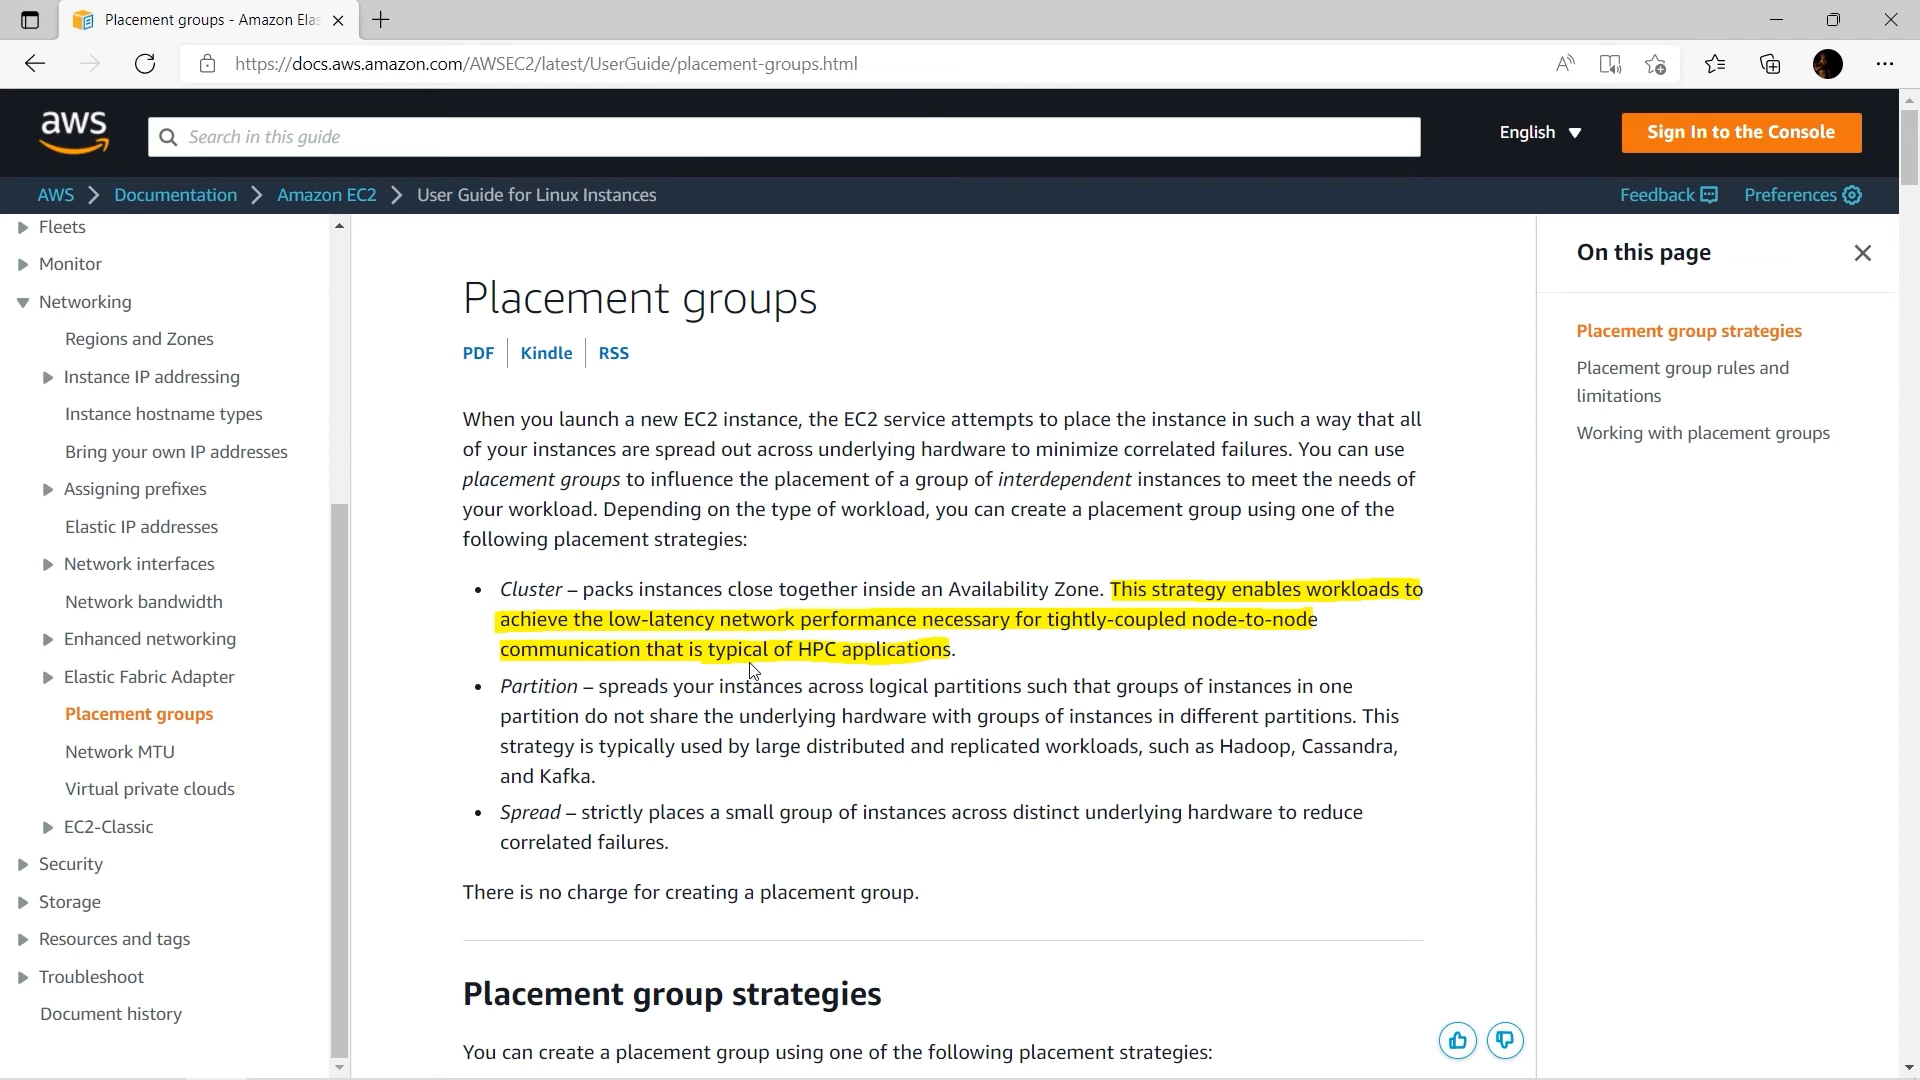 Placement groups - Amazon Elas
https://docs.aws.amazon.com/AWSEC2/latest/UserGuide/placement-groups.html
aws
Search in this guide
English
Sign In to the Console
AWS
Documentation
Amazon EC2
User Guide for Linux Instances
Feedback
Preferences
Fleets
Monitor
Networking
Regions and Zones
Instance IP addressing
Instance hostname types
Bring your own IP addresses
Assigning prefixes
Elastic IP addresses
Network interfaces
Network bandwidth
Enhanced networking
Elastic Fabric Adapter
Placement groups
Network MTU
Virtual private clouds
EC2-Classic
Security
Storage
Resources and tags
Troubleshoot
Document history
Placement groups
PDF
Kindle
RSS
When you launch a new EC2 instance, the EC2 service attempts to place the instance in such a way that all
of your instances are spread out across underlying hardware to minimize correlated failures. You can use
placement groups to influence the placement of a group of interdependent instances to meet the needs of
your workload. Depending on the type of workload, you can create a placement group using one of the
following placement strategies:
• Cluster – packs instances close together inside an Availability Zone. This strategy enables workloads to
achieve the low-latency network performance necessary for tightly-coupled node-to-node
communication that is typical of HPC applications.
• Partition – spreads your instances across logical partitions such that groups of instances in one
partition do not share the underlying hardware with groups of instances in different partitions. This
strategy is typically used by large distributed and replicated workloads, such as Hadoop, Cassandra,
and Kafka.
• Spread – strictly places a small group of instances across distinct underlying hardware to reduce
correlated failures.
There is no charge for creating a placement group.
Placement group strategies
You can create a placement group using one of the following placement strategies:
On this page
Placement group strategies
Placement group rules and
limitations
Working with placement groups